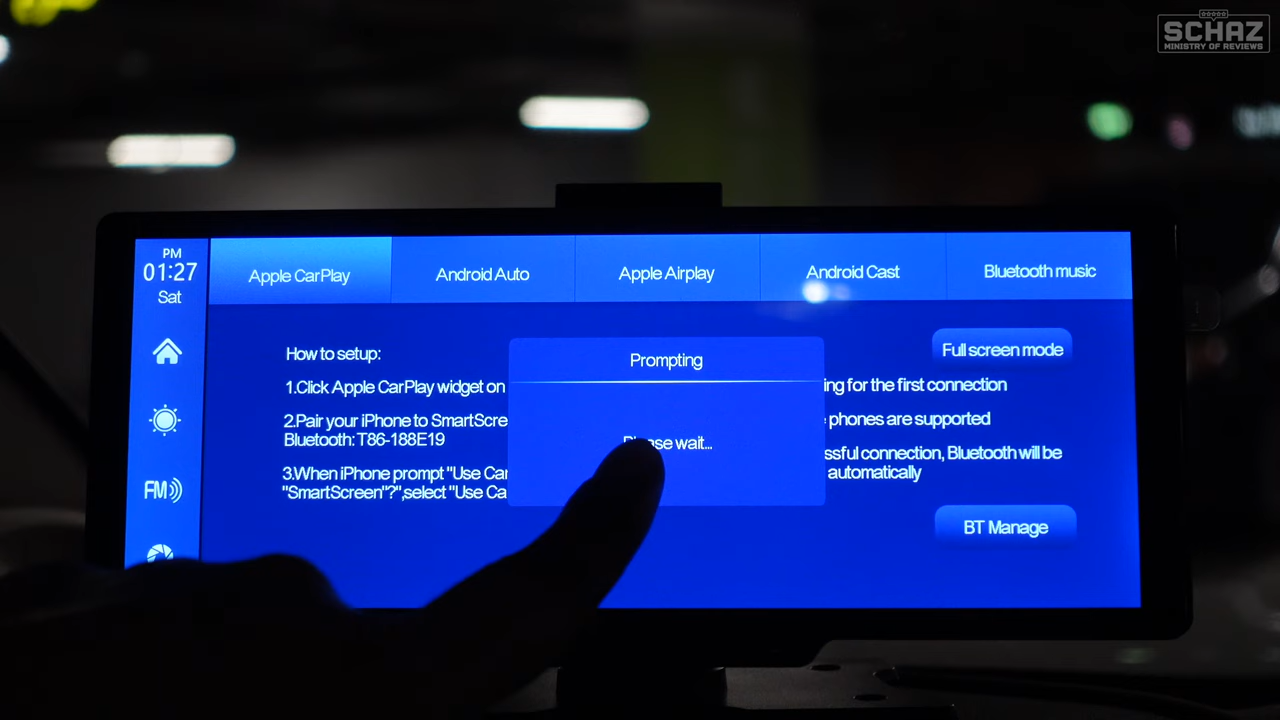 SCHAZ
MINISTRY OF REVIEWS
PM
01:27
Sat
Apple CarPlay
Android Auto
Apple Airplay
Android Cast
Bluetooth music
How to setup:
1.Click Apple CarPlay widget on
2.Pair your iPhone to SmartScre
Bluetooth: T86-188E19
3.When iPhone prompt "Use Car
"SmartScreen"?",select "Use Ca
Prompting
wait...
Full screen mode
ing for the first connection
phones are supported
ssful connection, Bluetooth will be
automatically
BT Manage
FM